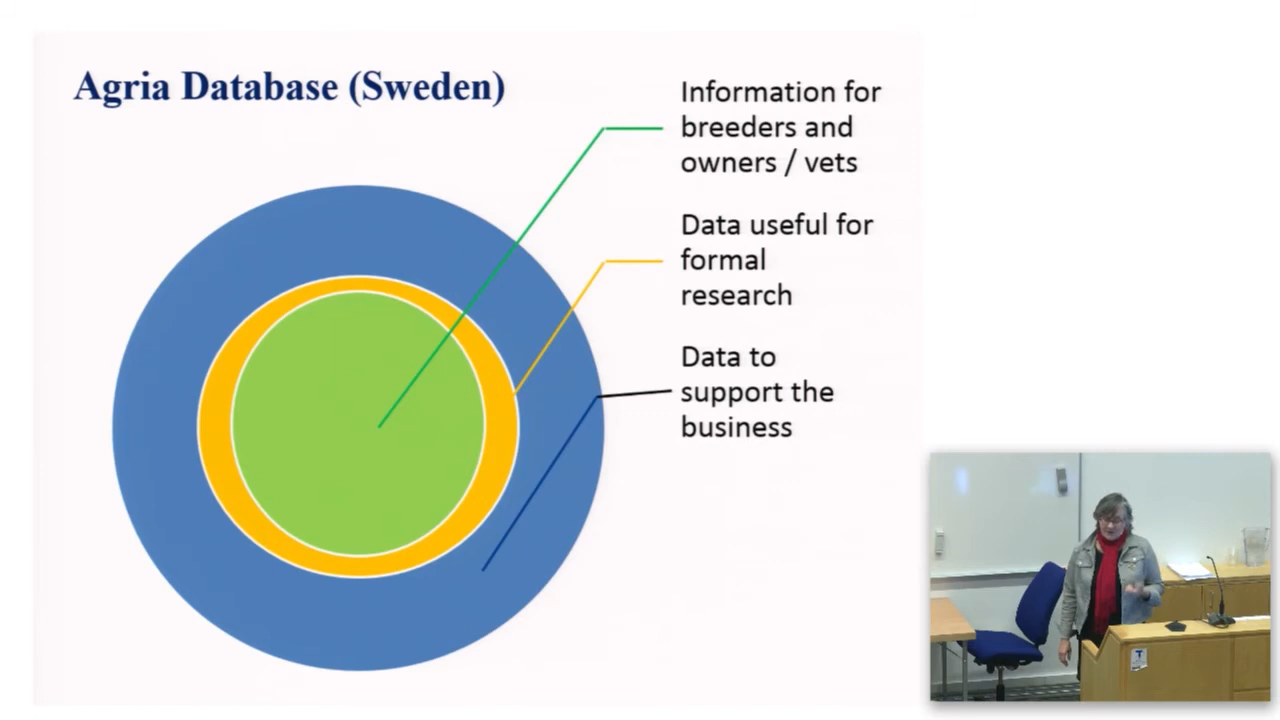 Agria Database (Sweden)
Information for
breeders and
owners / vets
Data useful for
formal
research
Data to
support the
business